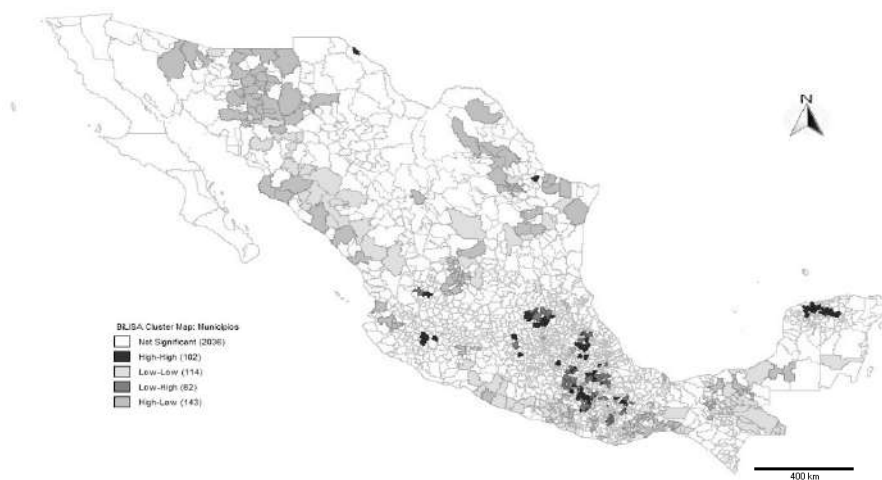 N
BiLISA Cluster Map: Municipios
Not Significant (2036)
High-High (102)
Low-Low (114)
Low-High (62)
High-Low (143)
400 km